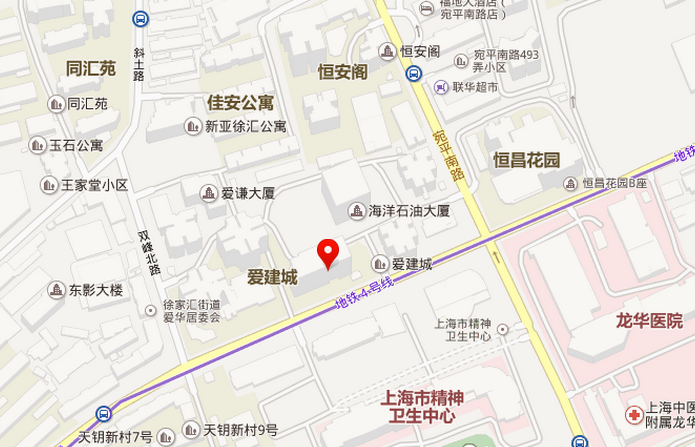 福地大酒店
（宛平南路店）
恒安阁
宛平南路493
弄小区
斜土路
同汇苑
恒安阁
联华超市
同汇苑
佳安公寓
新亚徐汇公寓
宛平南路
玉石公寓
恒昌花园
地铁
王家堂小区
爱谦大厦
恒昌花园B座
海洋石油大厦
双峰北路
爱建城
爱建城
东影大楼
地铁4号线
徐家汇街道
爱华居委会
上海市精神
卫生中心
龙华医院
上海市精神
卫生中心
上海中医
附属龙华
天钥新村7号
天钥新村9号